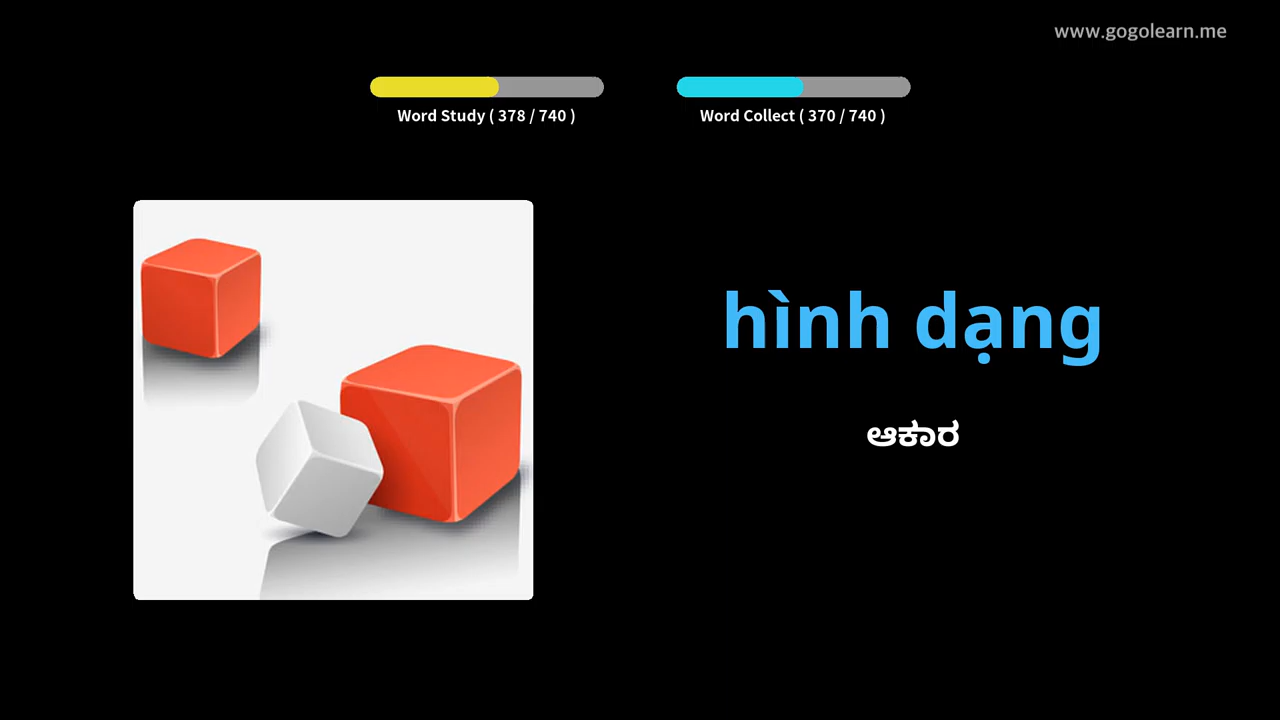 www.gogolearn.me
Word Study ( 378 / 740 )
Word Collect ( 370 / 740 )
hình dạng
ಆಕಾರ